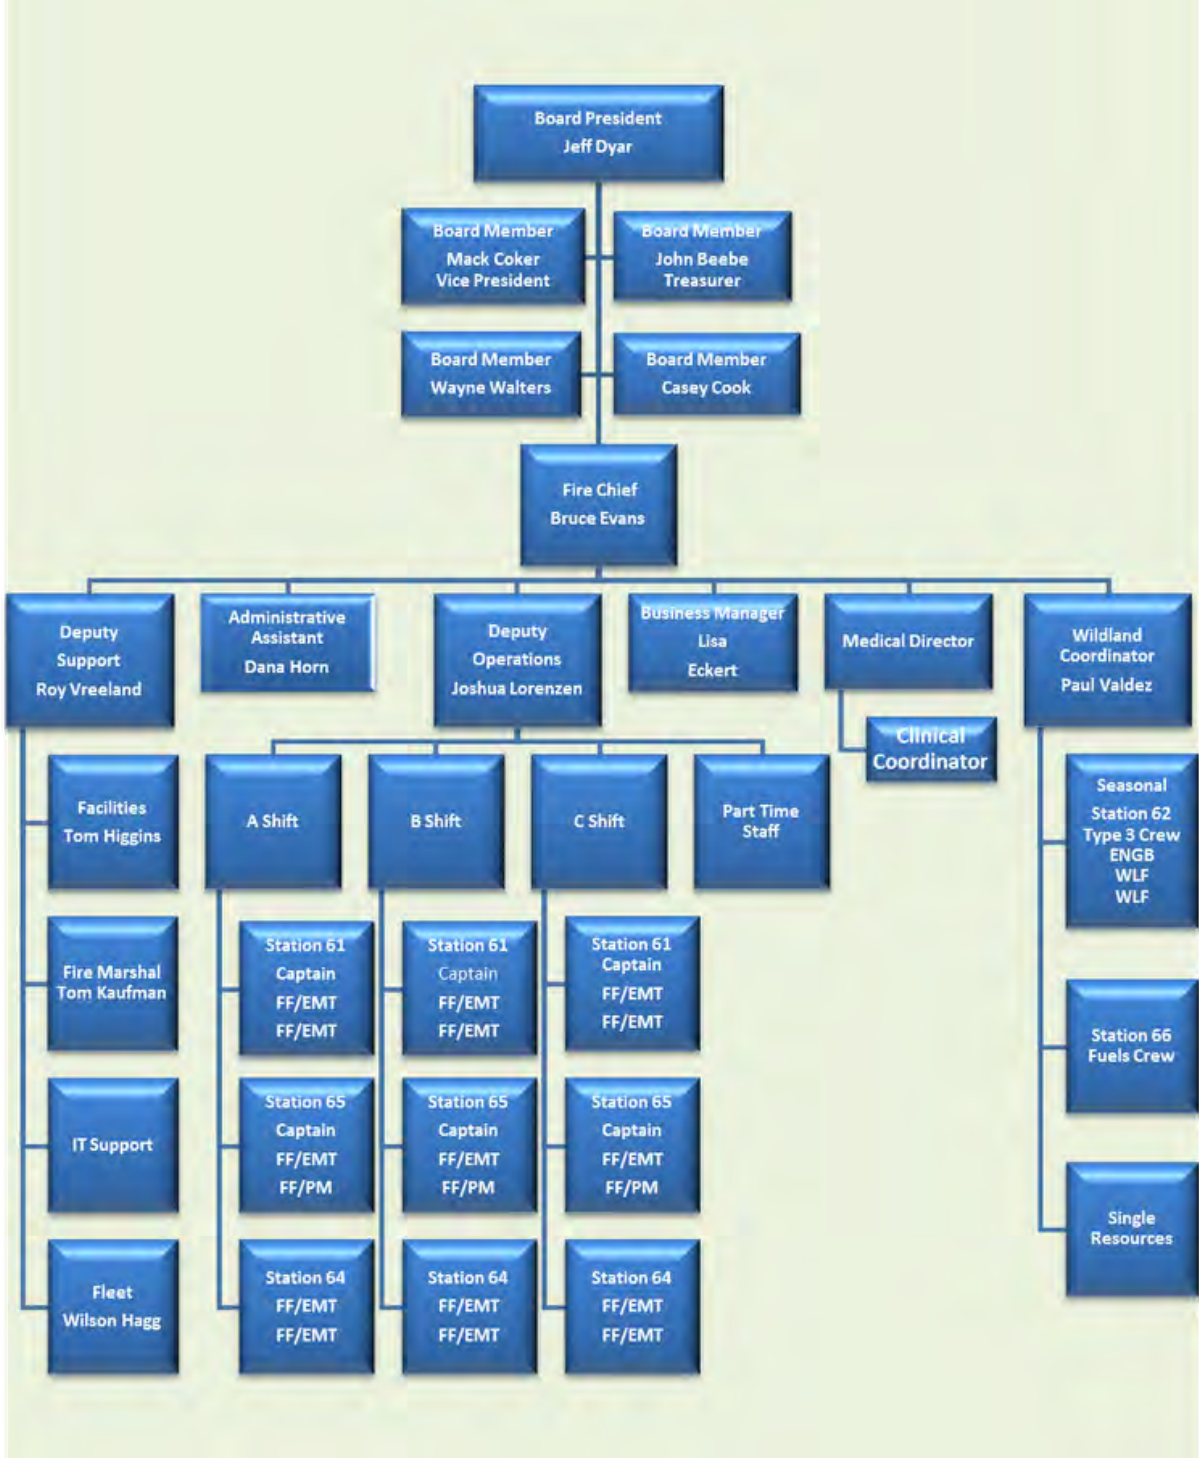 Board President
Jeff Dyar
Board Member
Mack Coker
Vice President
Board Member
John Beebe
Treasurer
Board Member
Wayne Walters
Board Member
Casey Cook
Fire Chief
Bruce Evans
Deputy
Support
Roy Vreeland
Administrative
Assistant
Dana Horn
Deputy
Operations
Joshua Lorenzen
Business Manager
Lisa
Eckert
Medical Director
Wildland
Coordinator
Paul Valdez
Clinical
Coordinator
Facilities
Tom Higgins
A Shift
B Shift
C Shift
Part Time
Staff
Seasonal
Station 62
Type 3 Crew
ENGB
WLF
WLF
Fire Marshal
Tom Kaufman
Station 61
Captain
FF/EMT
FF/EMT
Station 61
Captain
FF/EMT
FF/EMT
Station 61
Captain
FF/EMT
FF/EMT
Station 66
Fuels Crew
IT Support
Station 65
Captain
FF/EMT
FF/PM
Station 65
Captain
FF/EMT
FF/PM
Station 65
Captain
FF/EMT
FF/PM
Single
Resources
Fleet
Wilson Hagg
Station 64
FF/EMT
FF/EMT
Station 64
FF/EMT
FF/EMT
Station 64
FF/EMT
FF/EMT